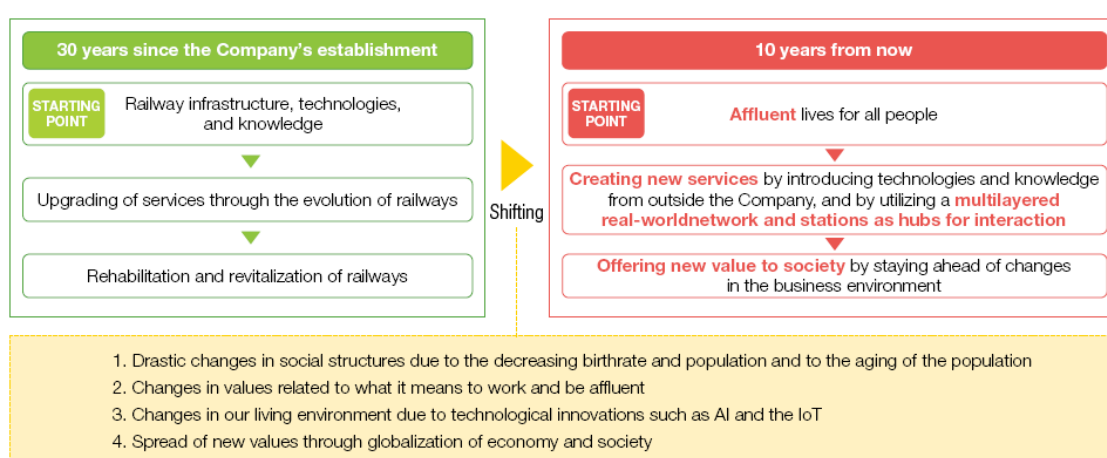 30 years since the Company's establishment
STARTING
POINT
Railway infrastructure, technologies,
and knowledge
Upgrading of services through the evolution of railways
Rehabilitation and revitalization of railways
Shifting
10 years from now
STARTING
POINT
Affluent lives for all people
Creating new services by introducing technologies and knowledge
from outside the Company, and by utilizing a multilayered
real-worldnetwork and stations as hubs for interaction
Offering new value to society by staying ahead of changes
in the business environment
1. Drastic changes in social structures due to the decreasing birthrate and population and to the aging of the population
2. Changes in values related to what it means to work and be affluent
3. Changes in our living environment due to technological innovations such as AI and the IoT
4. Spread of new values through globalization of economy and society